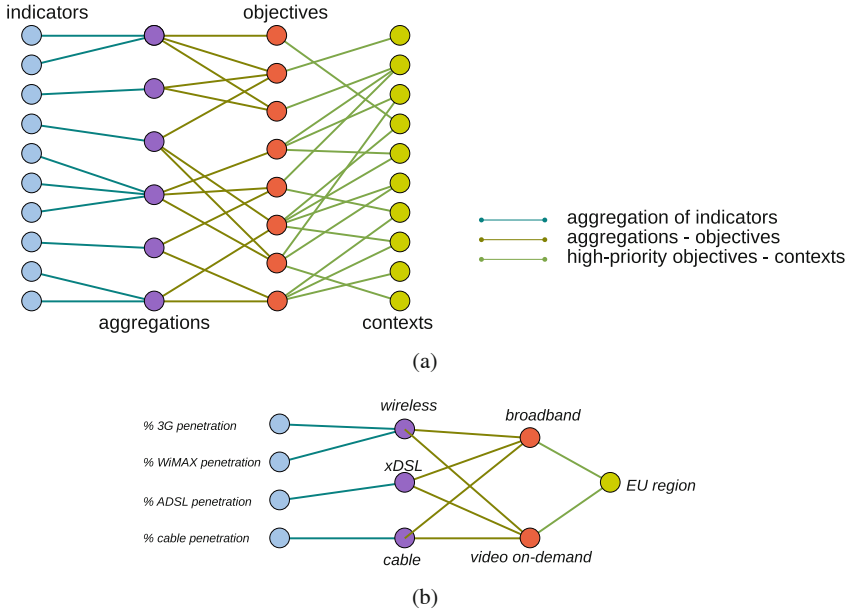 indicators
objectives
aggregations
contexts
aggregation of indicators
aggregations - objectives
high-priority objectives - contexts
(a)
wireless
broadband
% 3G penetration
% WiMAX penetration
xDSL
EU region
% ADSL penetration
% cable penetration
cable
video on-demand
(b)